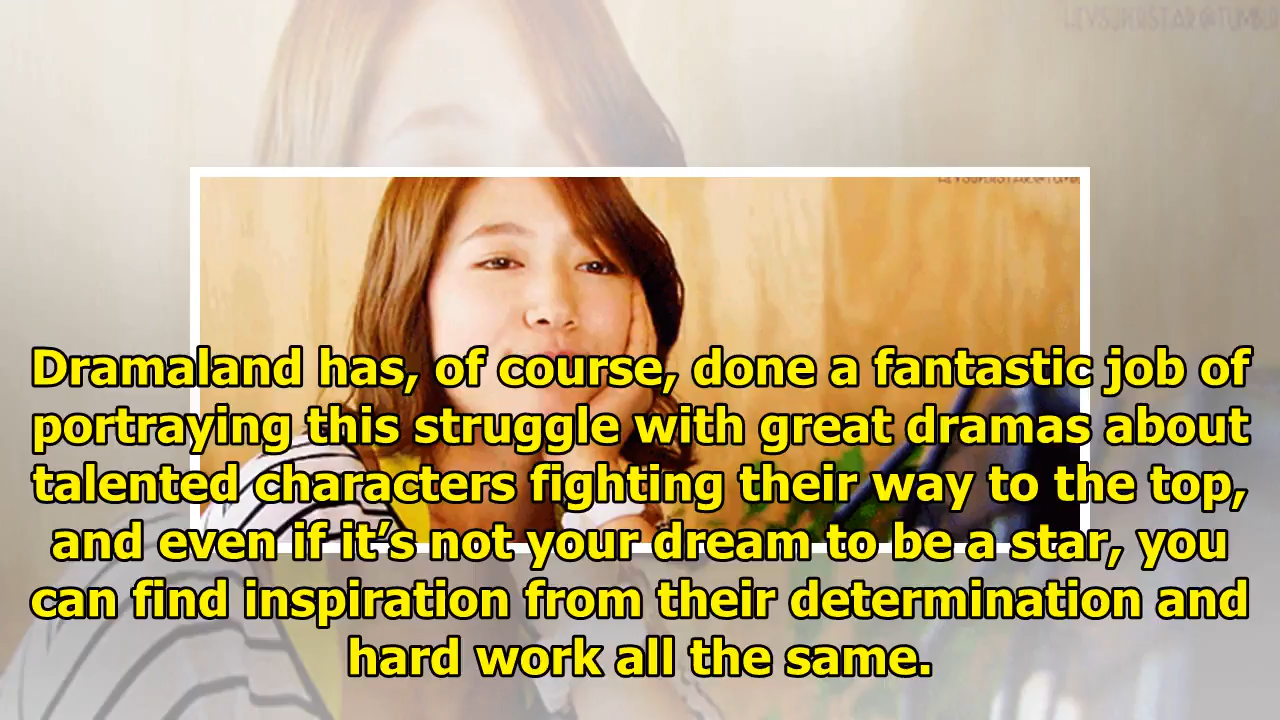 LIVSUPERSTAR@TUMBLR
Dramaland has, of course, done a fantastic job of
portraying this struggle with great dramas about
talented characters fighting their way to the top,
and even if it’s not your dream to be a star, you
can find inspiration from their determination and
hard work all the same.